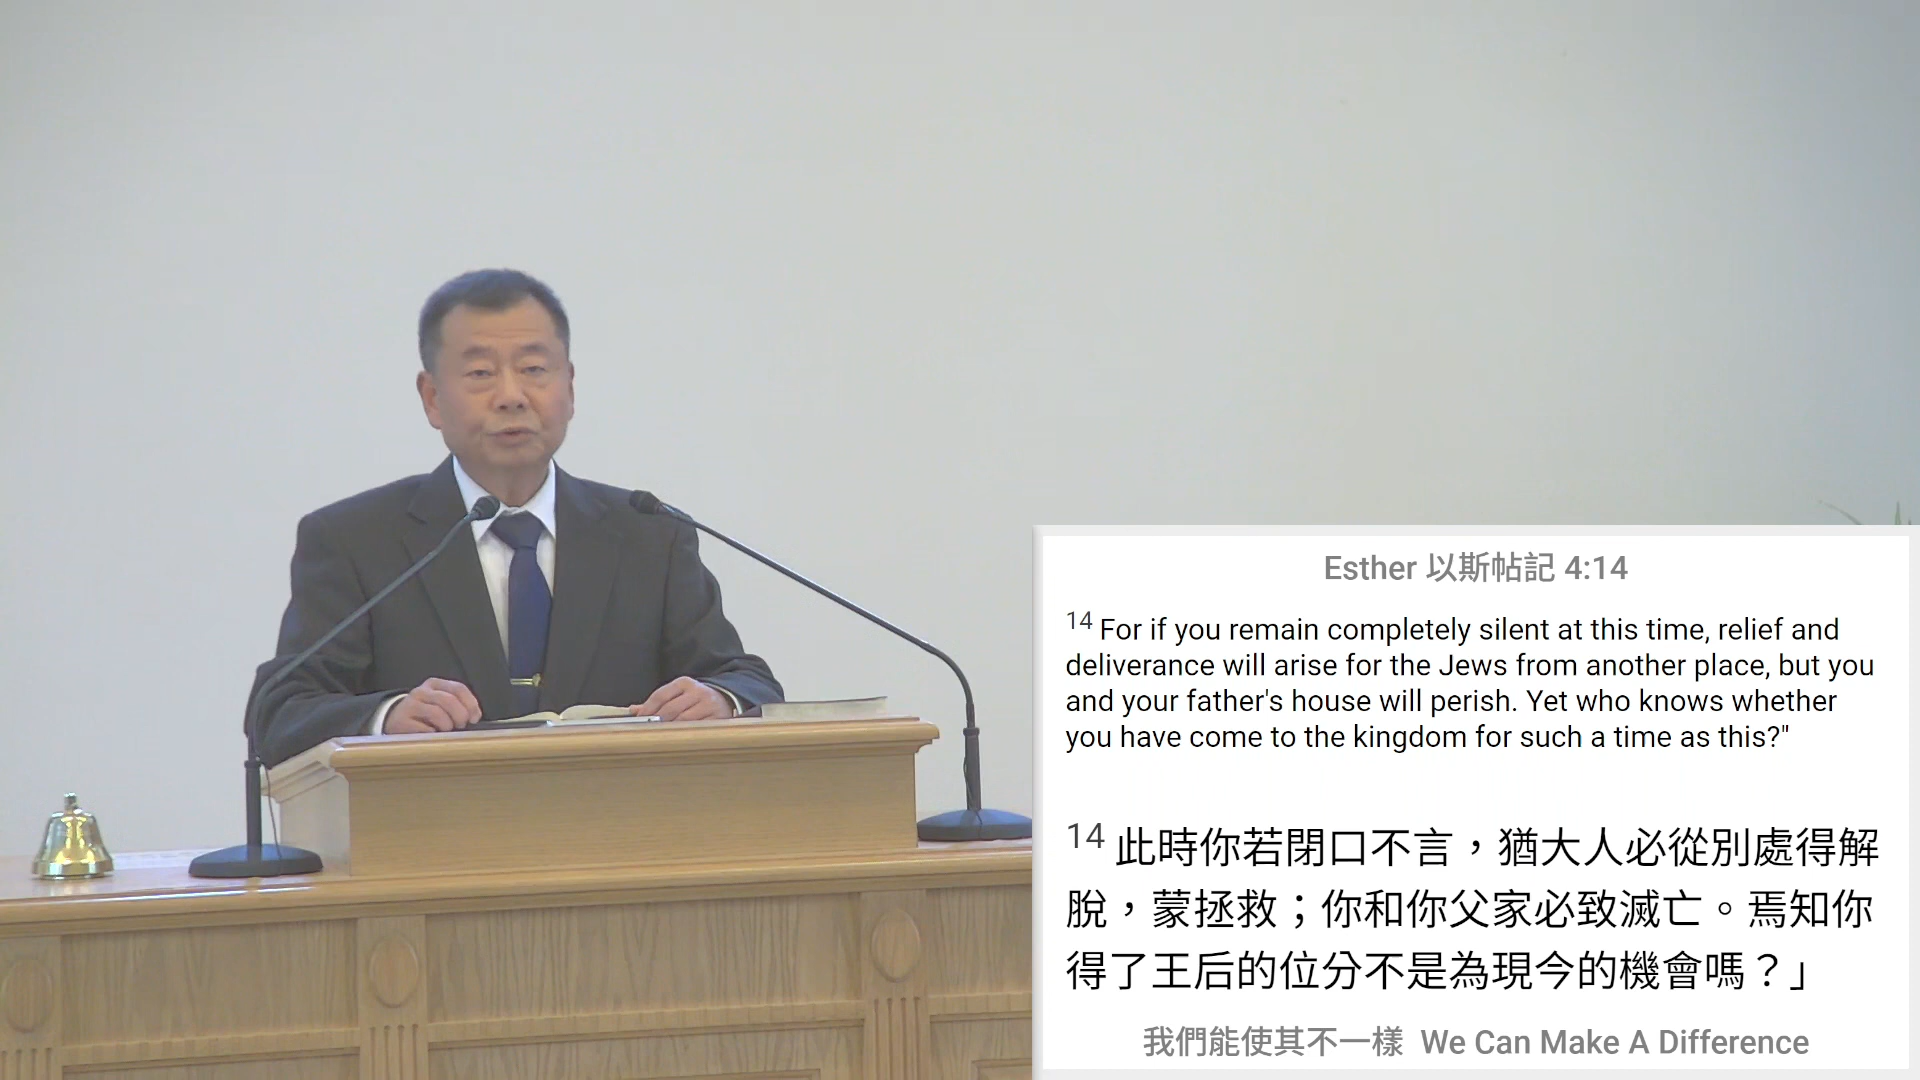 Esther 以斯帖記 4:14
14 For if you remain completely silent at this time, relief and
deliverance will arise for the Jews from another place, but you
and your father's house will perish. Yet who knows whether
you have come to the kingdom for such a time as this?"
14 此時你若閉口不言，猶大人必從別處得解
脫，蒙拯救；你和你父家必致滅亡。焉知你
得了王后的位分不是為現今的機會嗎？」
我們能使其不一樣 We Can Make A Difference